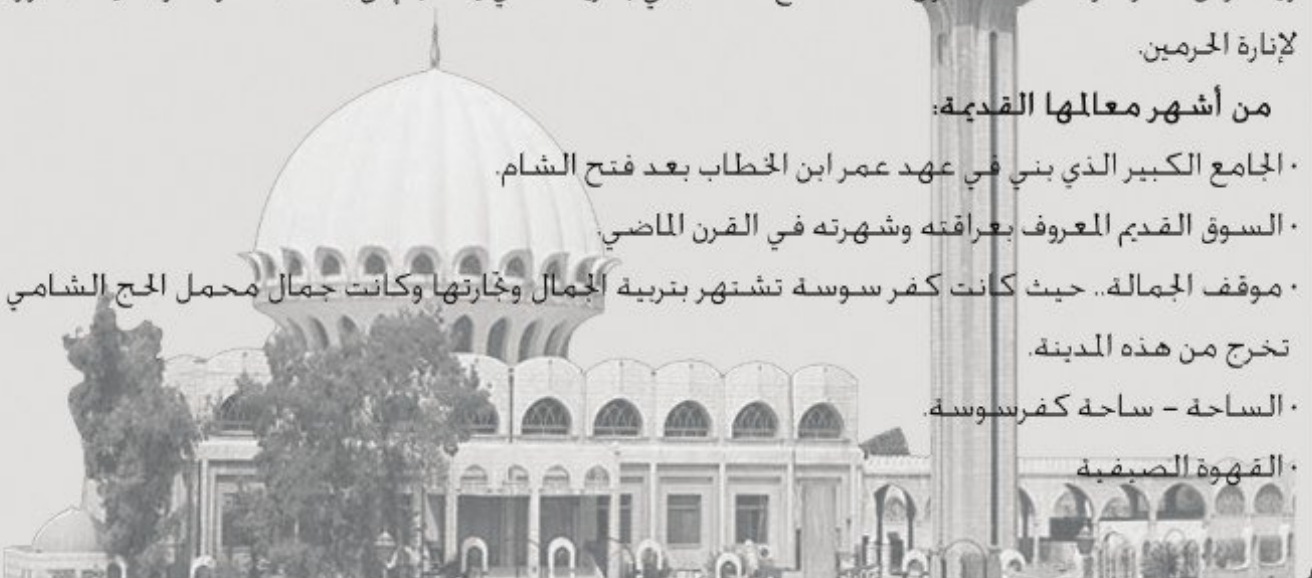 لإنارة الحرمين.
من أشهر معالمها القديمة:
· الجامع الكبير الذي بني في عهد عمر ابن الخطاب بعد فتح الشام.
· السوق القديم المعروف بعراقته وشهرته في القرن الماضي.
· موقف الجمالة.. حيث كانت كفر سوسة تشتهر بتربية الجمال وتجارتها وكانت جمال محمل الحج الشامي
تخرج من هذه المدينة.
· الساحة – ساحة كفرسوسة.
· القهوة الصيفية